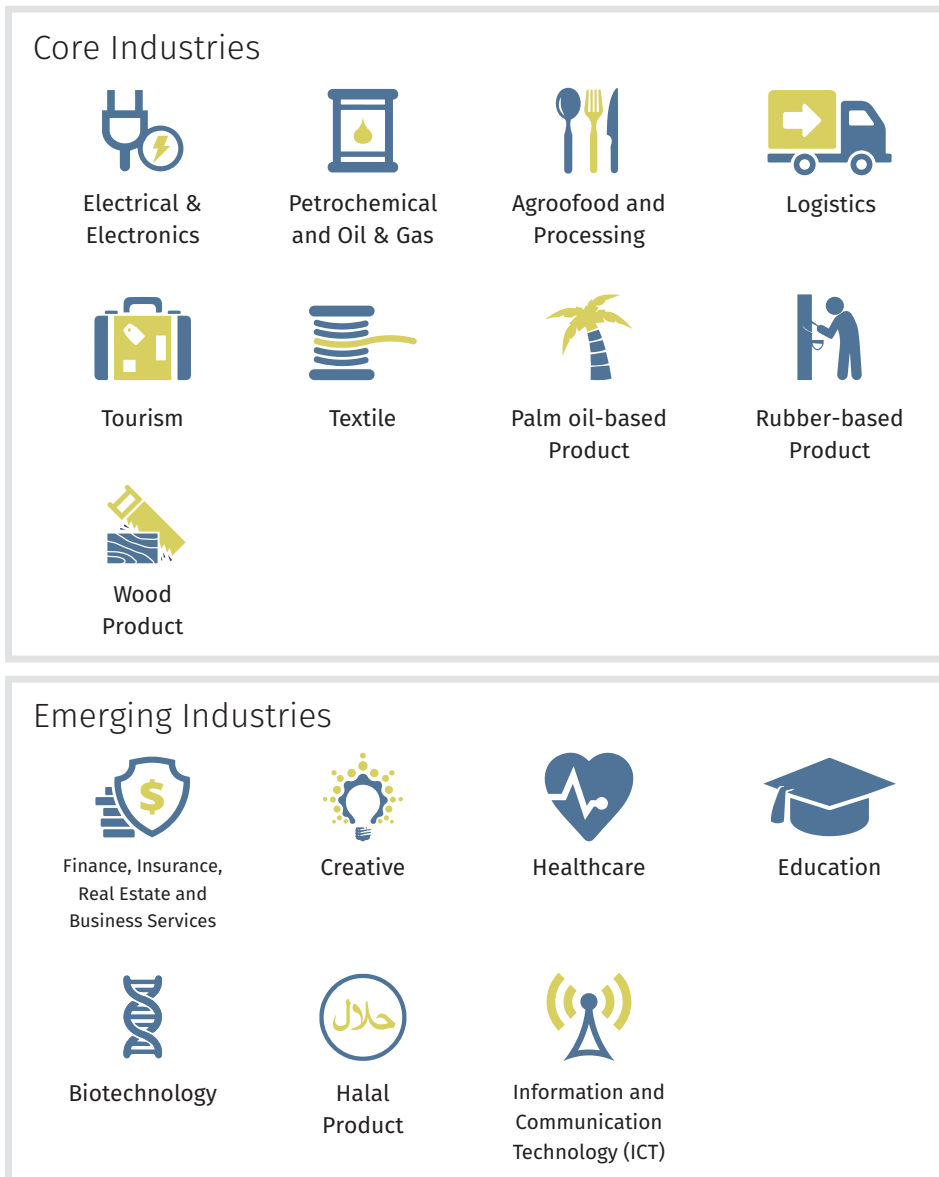 Core Industries
Electrical &
Electronics
Petrochemical
and Oil & Gas
Agroofood and
Processing
Logistics
Tourism
Textile
Palm oil-based
Product
Rubber-based
Product
Wood
Product
Emerging Industries
$
Finance, Insurance,
Real Estate and
Business Services
Creative
Healthcare
Education
Biotechnology
حلال
Halal
Product
Information and
Communication
Technology (ICT)